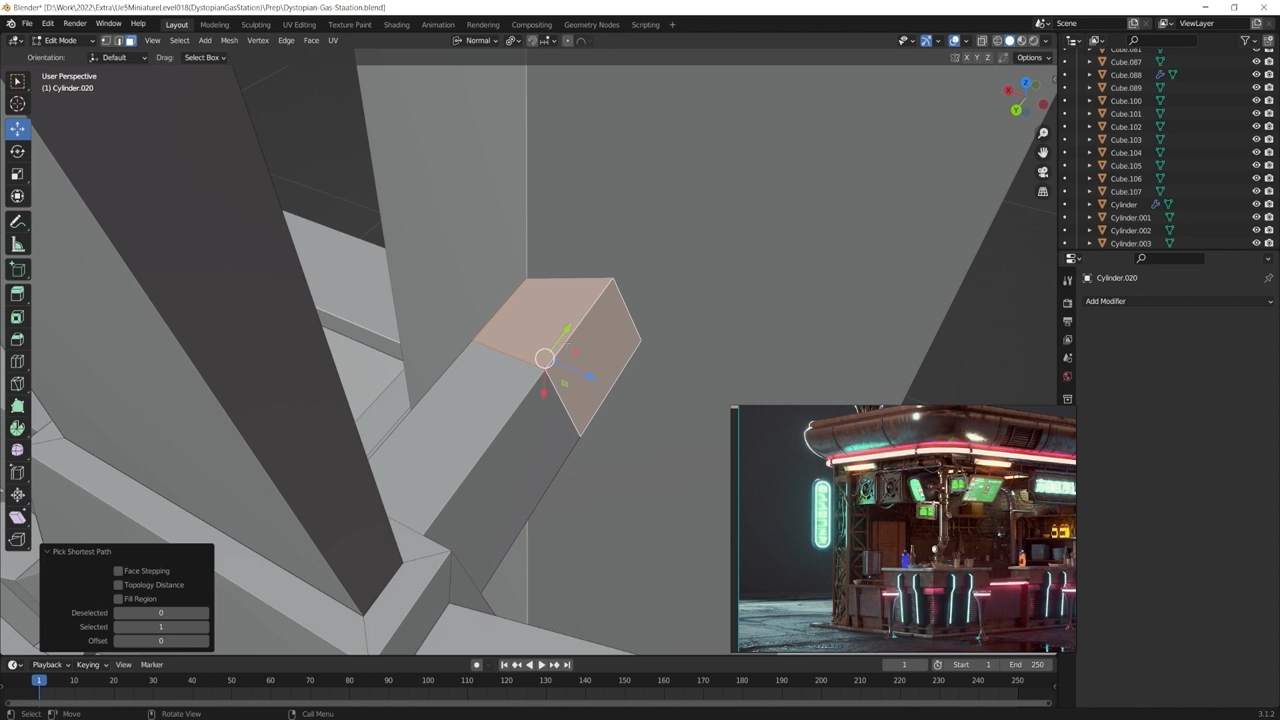 Blender* [D:\Work\2022\Extra\Ue5MiniatureLevel018(DystopianGasStation)\Prep\Dystopian-Gas-Staation.blend]
File Edit Render Window Help Layout Modeling Sculpting UV Editing Texture Paint Shading Animation Rendering Compositing Geometry Nodes Scripting + Scene ViewLayer
Edit Mode View Select Add Mesh Vertex Edge Face UV Normal
Orientation: Default Drag: Select Box X Y Z Options
User Perspective
(1) Cylinder.020
Z
X
Y
Cube.081
Cube.087
Cube.088
Cube.089
Cube.100
Cube.101
Cube.102
Cube.103
Cube.104
Cube.105
Cube.106
Cube.107
Cylinder
Cylinder.001
Cylinder.002
Cylinder.003
Cylinder.020
Add Modifier
Pick Shortest Path
Face Stepping
Topology Distance
Fill Region
Deselected 0
Selected 1
Offset 0
Playback Keying View Marker 1 Start 1 End 250
1 10 20 30 40 50 60 70 80 90 100 110 120 130 140 150 160 170 180 190 200 210 220 230 240 250
Select Move Rotate View Call Menu 3.1.2